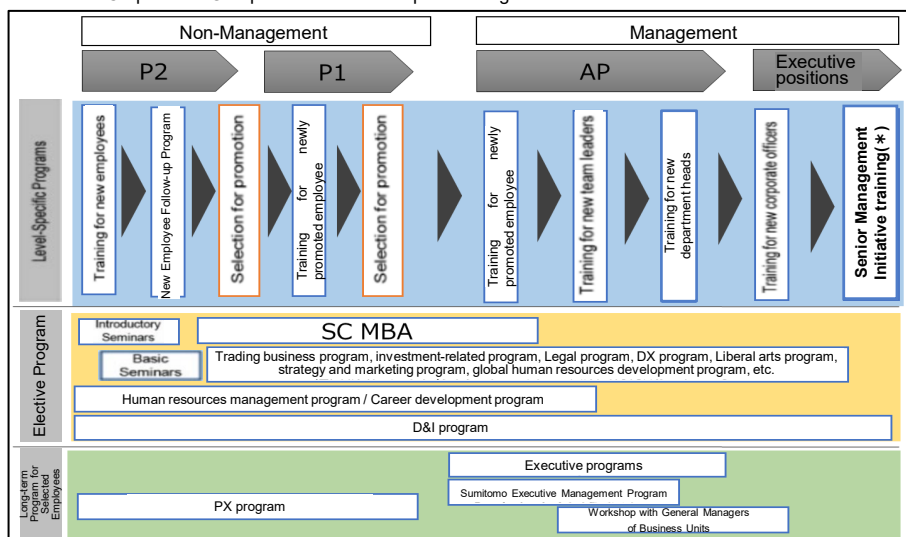 Non-Management
Management
P2
P1
AP
Executive
positions
Level-Specific Programs
Training for new employees
New Employee Follow-up Program
Selection for promotion
Training for newly
promoted employee
Selection for promotion
Training for newly
promoted employee
Training for new team leaders
Training for new
department heads
Training for new corporate officers
Senior Management
Initiative training(*)
Elective Program
Introductory
Seminars
SC MBA
Basic
Seminars
Trading business program, investment-related program, Legal program, DX program, Liberal arts program,
strategy and marketing program, global human resources development program, etc.
Human resources management program / Career development program
D&I program
Long-term
Program for
Selected
Employees
Executive programs
PX program
Sumitomo Executive Management Program
Workshop with General Managers
of Business Units